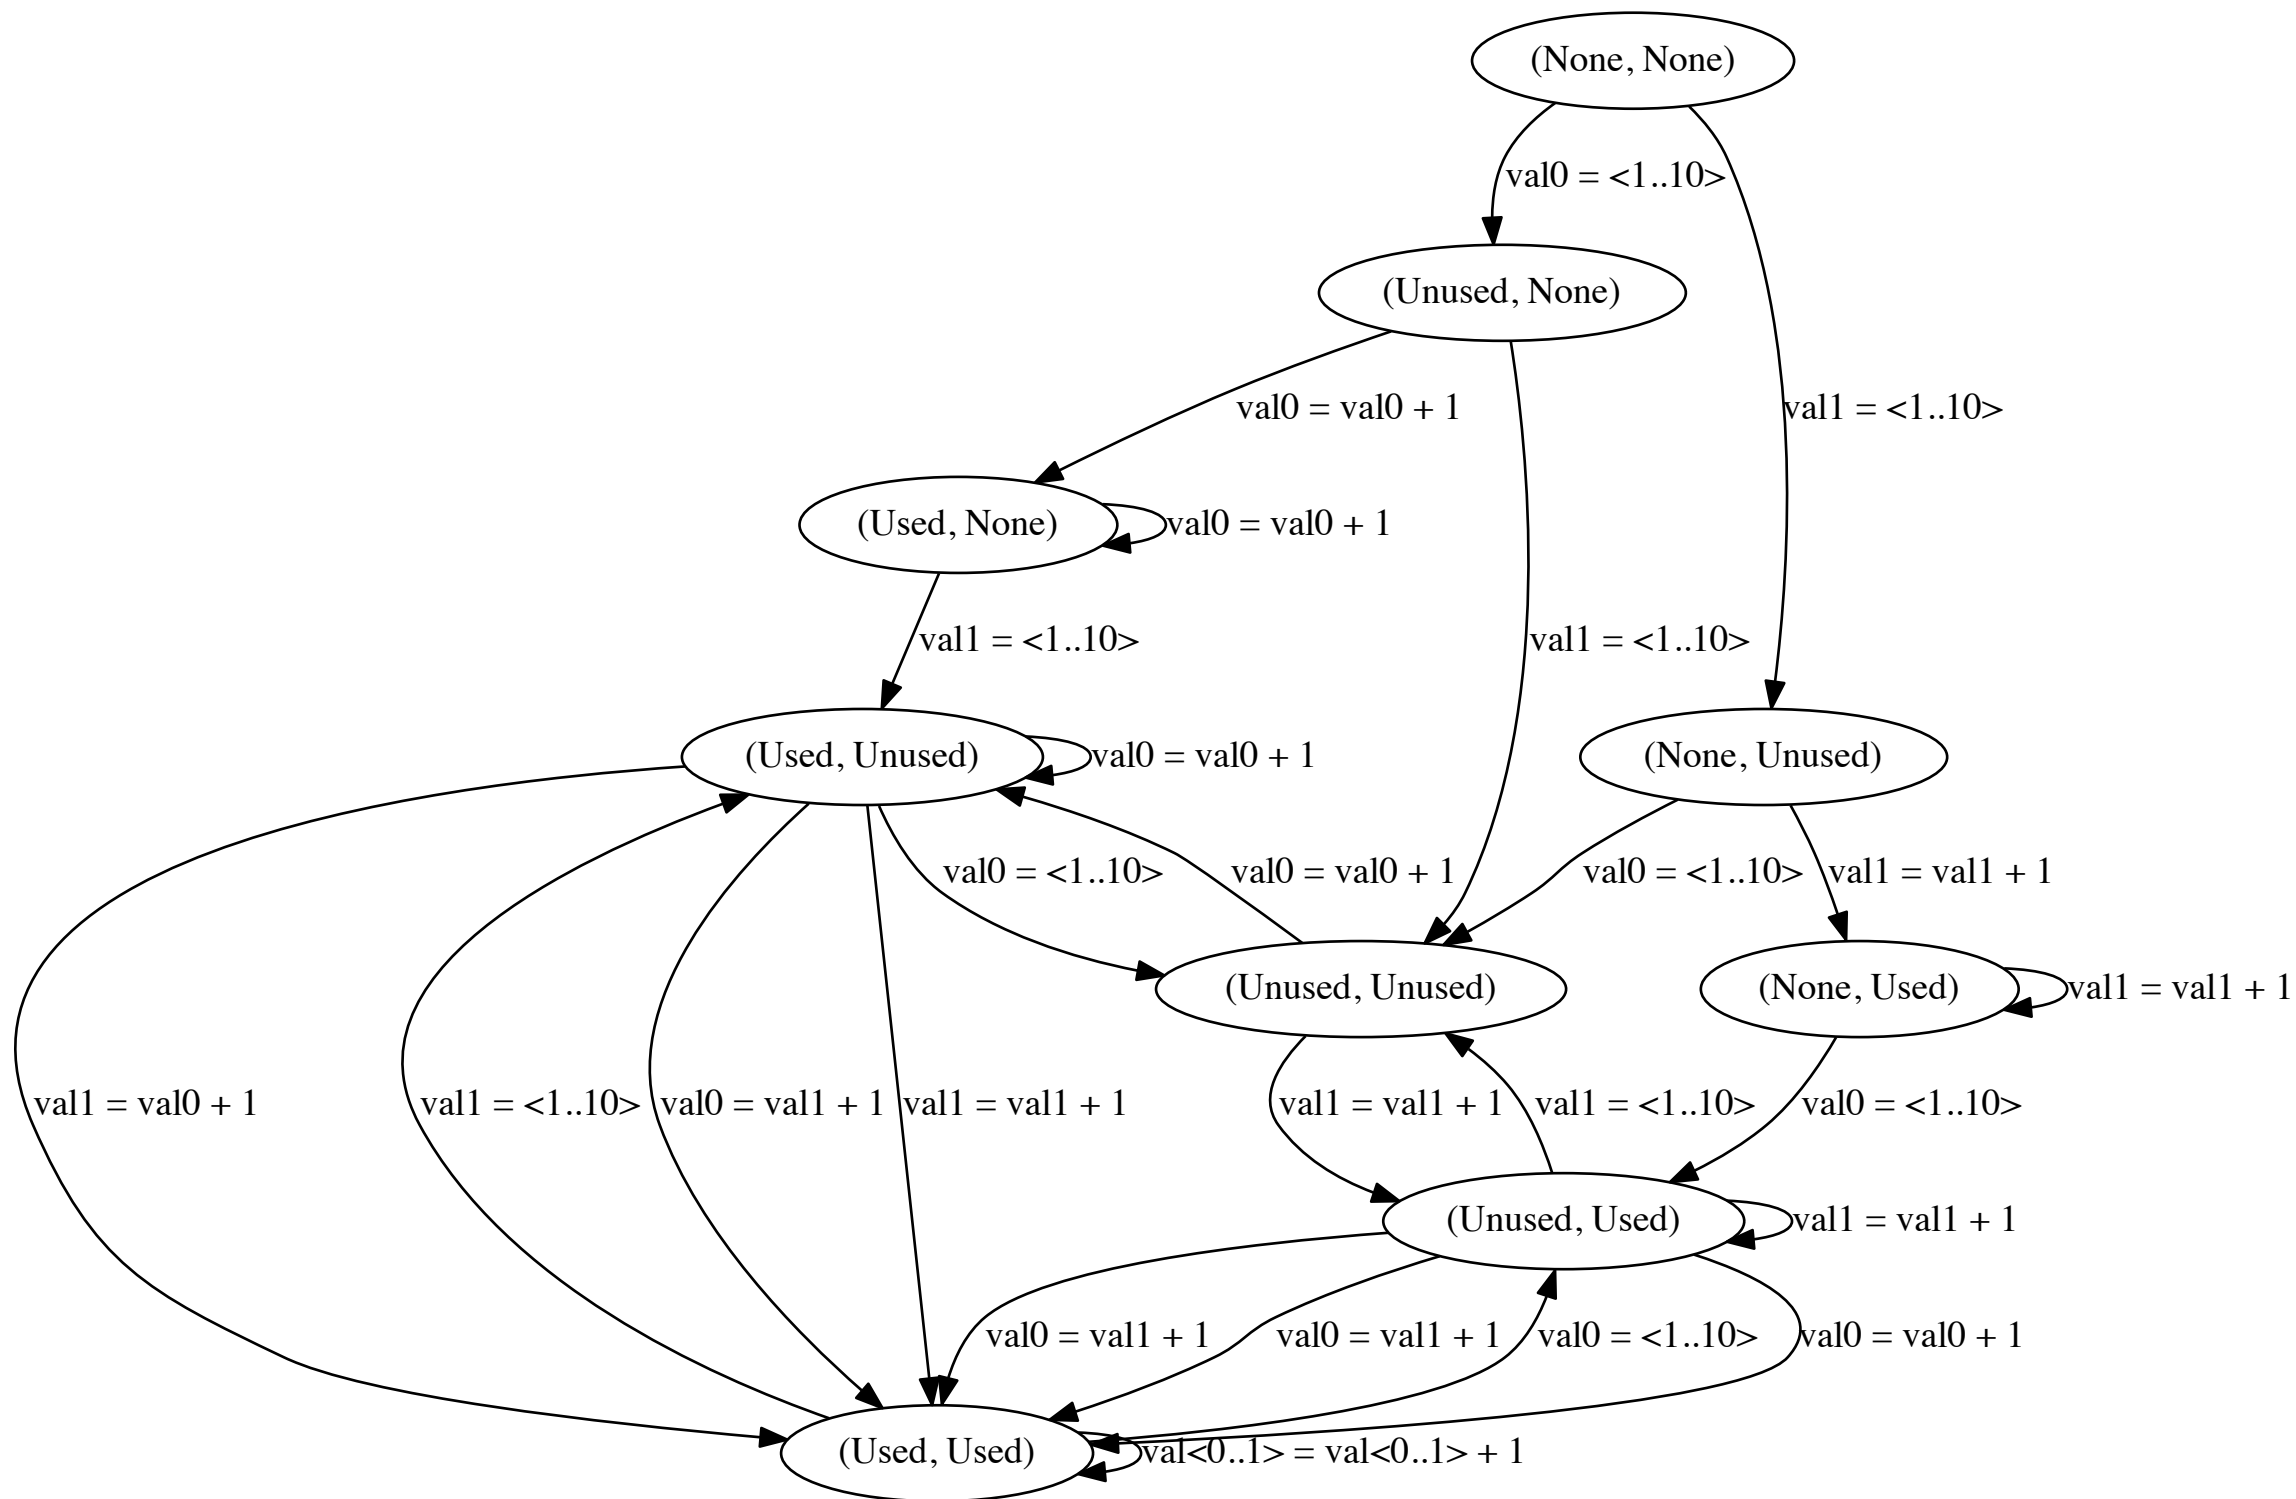 (None, None)
val0 = <1..10>
(Unused, None)
val0 = val0 + 1
val1 = <1..10>
(Used, None)
val0 = val0 + 1
val1 = <1..10>
val1 = <1..10>
(Used, Unused)
val0 = val0 + 1
(None, Unused)
val0 = <1..10>
val0 = val0 + 1
val0 = <1..10>
val1 = val1 + 1
(Unused, Unused)
(None, Used)
val1 = val1 + 1
val1 = val0 + 1
val1 = <1..10>
val0 = val1 + 1
val1 = val1 + 1
val1 = val1 + 1
val1 = <1..10>
val0 = <1..10>
(Unused, Used)
val1 = val1 + 1
val0 = val1 + 1
val0 = val1 + 1
val0 = <1..10>
val0 = val0 + 1
(Used, Used)
val<0..1> = val<0..1> + 1